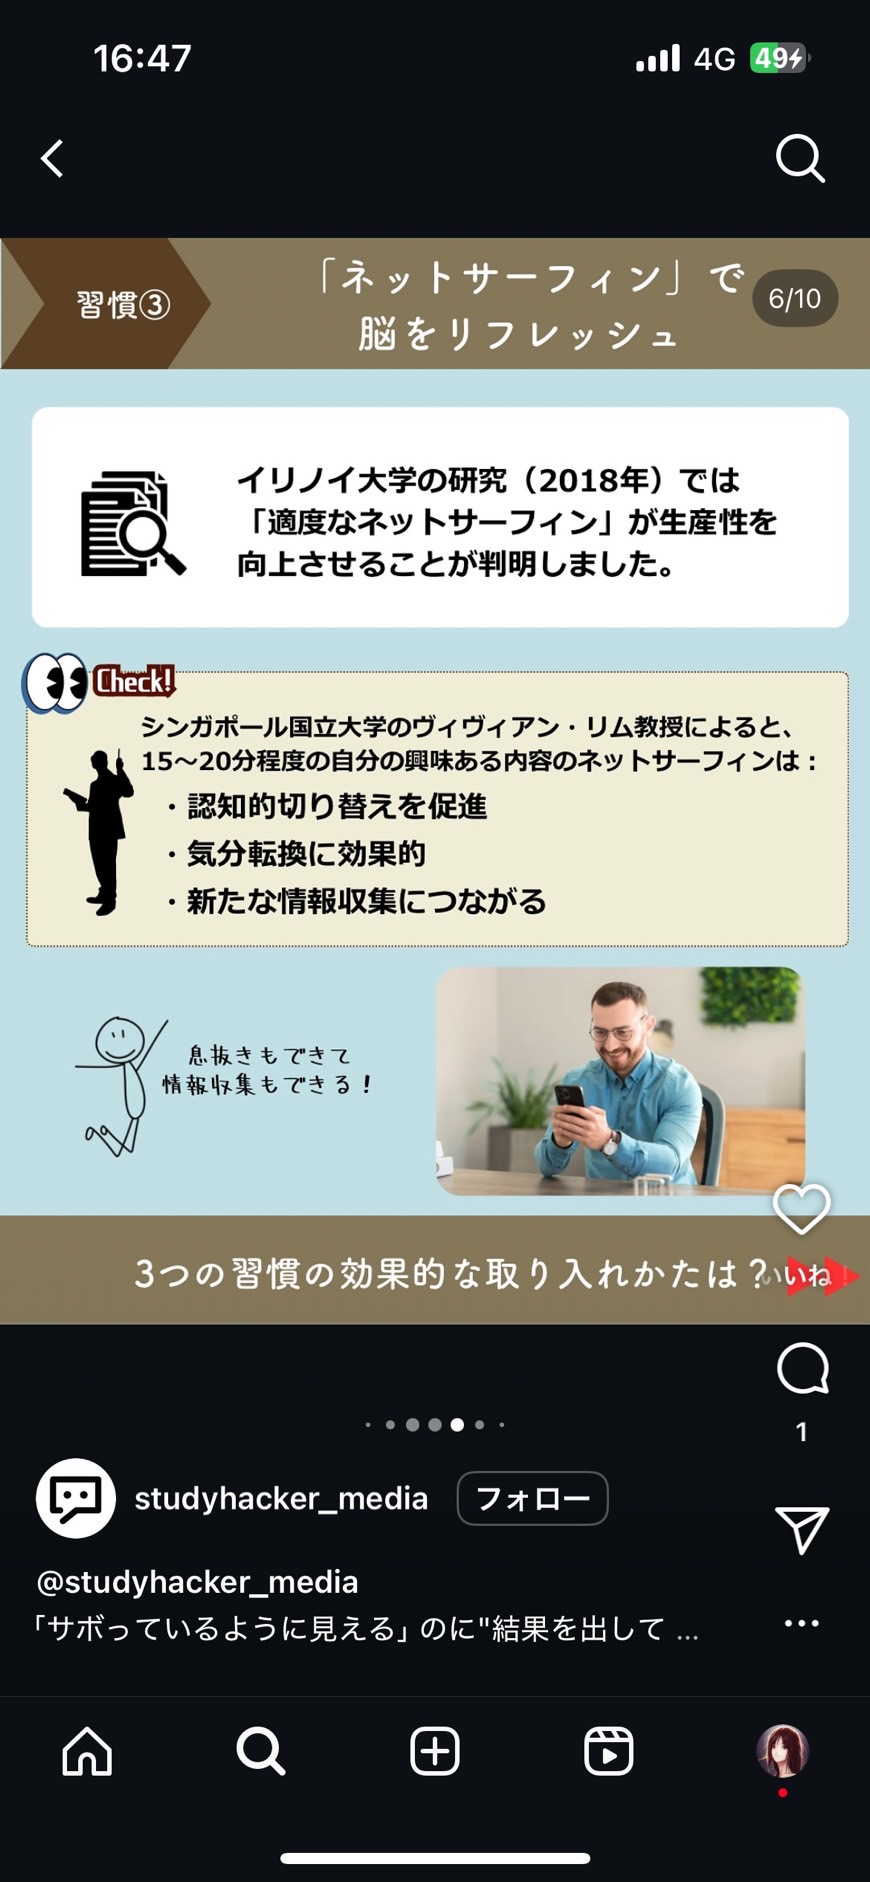 16:47
4G
49
習慣③
「ネットサーフィン」で
脳をリフレッシュ
6/10
イリノイ大学の研究（2018年）では
「適度なネットサーフィン」が生産性を
向上させることが判明しました。
Check!
シンガポール国立大学のヴィヴィアン・リム教授によると、
15〜20分程度の自分の興味ある内容のネットサーフィンは：
・認知的切り替えを促進
・気分転換に効果的
・新たな情報収集につながる
息抜きもできて
情報収集もできる！
3つの習慣の効果的な取り入れかたは？
いいね！
1
studyhacker_media
フォロー
@studyhacker_media
「サボっているように見える」のに"結果を出して ...